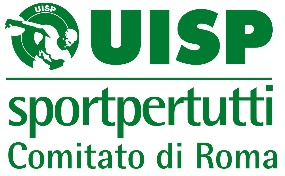 UISP
UISP
sportpertutti
Comitato di Roma